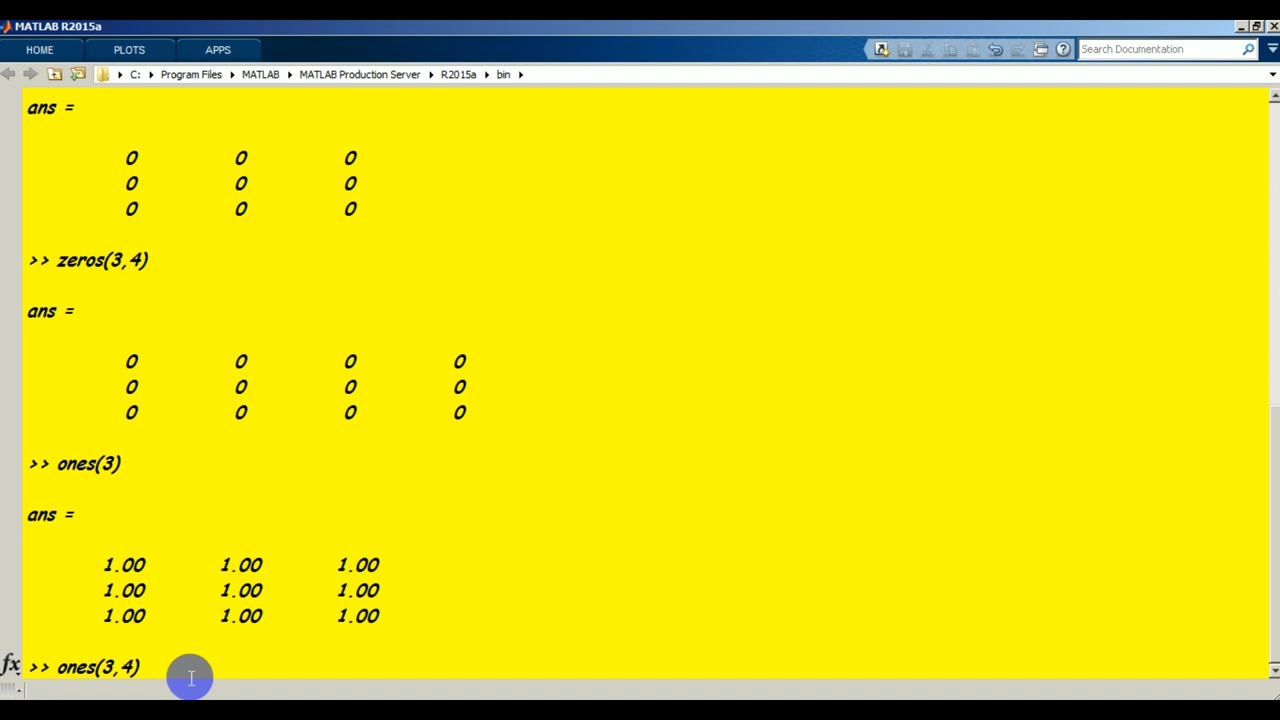 MATLAB R2015a
HOME PLOTS APPS Search Documentation
C: Program Files MATLAB MATLAB Production Server R2015a bin
ans =
0 0 0
0 0 0
0 0 0
>> zeros(3,4)
ans =
0 0 0 0
0 0 0 0
0 0 0 0
>> ones(3)
ans =
1.00 1.00 1.00
1.00 1.00 1.00
1.00 1.00 1.00
fx >> ones(3,4)